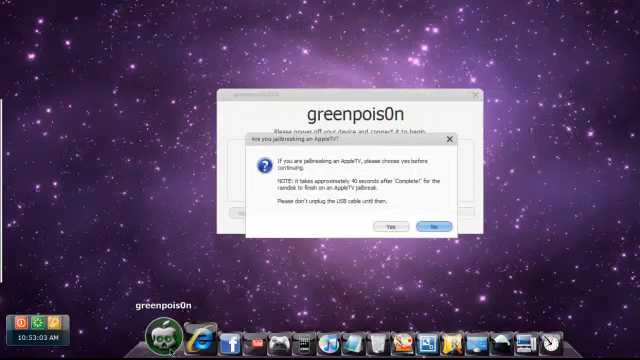 greenpois0n
Please power off your device and connect it to begin
Are you jailbreaking an AppleTV?
If you are jailbreaking an AppleTV, please choose yes before
continuing.
NOTE: it takes approximately 40 seconds after 'Complete!' for the
ramdisk to finish on an AppleTV jailbreak.
Please don't unplug the USB cable until then.
Yes
No
greenpois0n
10:53:03 AM